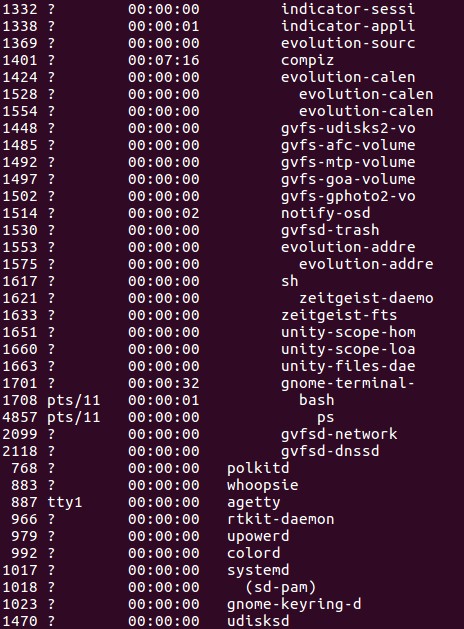 1332 ?        00:00:00         indicator-sessi
1338 ?        00:00:01         indicator-appli
1369 ?        00:00:00         evolution-sourc
1401 ?        00:07:16         compiz
1424 ?        00:00:00         evolution-calen
1528 ?        00:00:00           evolution-calen
1554 ?        00:00:00           evolution-calen
1448 ?        00:00:00         gvfs-udisks2-vo
1485 ?        00:00:00         gvfs-afc-volume
1492 ?        00:00:00         gvfs-mtp-volume
1497 ?        00:00:00         gvfs-goa-volume
1502 ?        00:00:00         gvfs-gphoto2-vo
1514 ?        00:00:02         notify-osd
1530 ?        00:00:00         gvfsd-trash
1553 ?        00:00:00         evolution-addre
1575 ?        00:00:00           evolution-addre
1617 ?        00:00:00         sh
1621 ?        00:00:00           zeitgeist-daemo
1633 ?        00:00:00         zeitgeist-fts
1651 ?        00:00:00         unity-scope-hom
1660 ?        00:00:00         unity-scope-loa
1663 ?        00:00:00         unity-files-dae
1701 ?        00:00:32         gnome-terminal-
1708 pts/11   00:00:01           bash
4857 pts/11   00:00:00             ps
2099 ?        00:00:00         gvfsd-network
2118 ?        00:00:00         gvfsd-dnssd
 768 ?        00:00:00   polkitd
 883 ?        00:00:00   whoopsie
 887 tty1     00:00:00   agetty
 966 ?        00:00:00   rtkit-daemon
 979 ?        00:00:00   upowerd
 992 ?        00:00:00   colord
1017 ?        00:00:00   systemd
1018 ?        00:00:00     (sd-pam)
1023 ?        00:00:00   gnome-keyring-d
1470 ?        00:00:00   udisksd